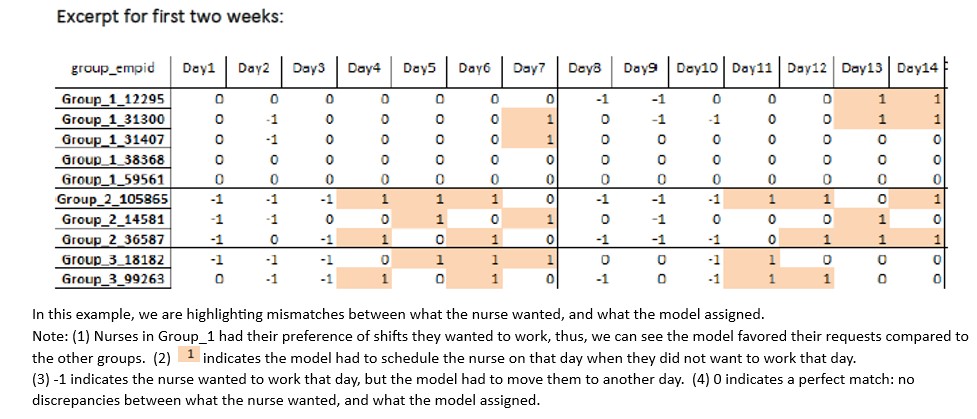 Excerpt for first two weeks:
group_empid Day1 Day2 Day3 Day4 Day5 Day6 Day7 Day8 Day9 Day10 Day11 Day12 Day13 Day14
Group_1_12295 0 0 0 0 0 0 0 -1 -1 0 0 0 1 1
Group_1_31300 0 -1 0 0 0 0 1 0 -1 -1 0 0 1 1
Group_1_31407 0 -1 0 0 0 0 1 0 0 0 0 0 0 0
Group_1_38368 0 0 0 0 0 0 0 0 0 0 0 0 0 0
Group_1_59561 0 0 0 0 0 0 0 0 0 0 0 0 0 0
Group_2_105865 -1 -1 -1 1 1 1 0 -1 -1 -1 1 1 0 1
Group_2_14581 -1 -1 0 0 1 0 1 0 -1 0 0 0 1 0
Group_2_36587 -1 0 -1 1 0 1 0 -1 -1 -1 0 1 1 1
Group_3_18182 -1 -1 -1 0 1 1 1 0 0 -1 1 0 0 0
Group_3_99263 0 -1 -1 1 0 1 0 -1 0 -1 1 1 0 0
In this example, we are highlighting mismatches between what the nurse wanted, and what the model assigned.
Note: (1) Nurses in Group_1 had their preference of shifts they wanted to work, thus, we can see the model favored their requests compared to
the other groups. (2) 1 indicates the model had to schedule the nurse on that day when they did not want to work that day.
(3) -1 indicates the nurse wanted to work that day, but the model had to move them to another day. (4) 0 indicates a perfect match: no
discrepancies between what the nurse wanted, and what the model assigned.